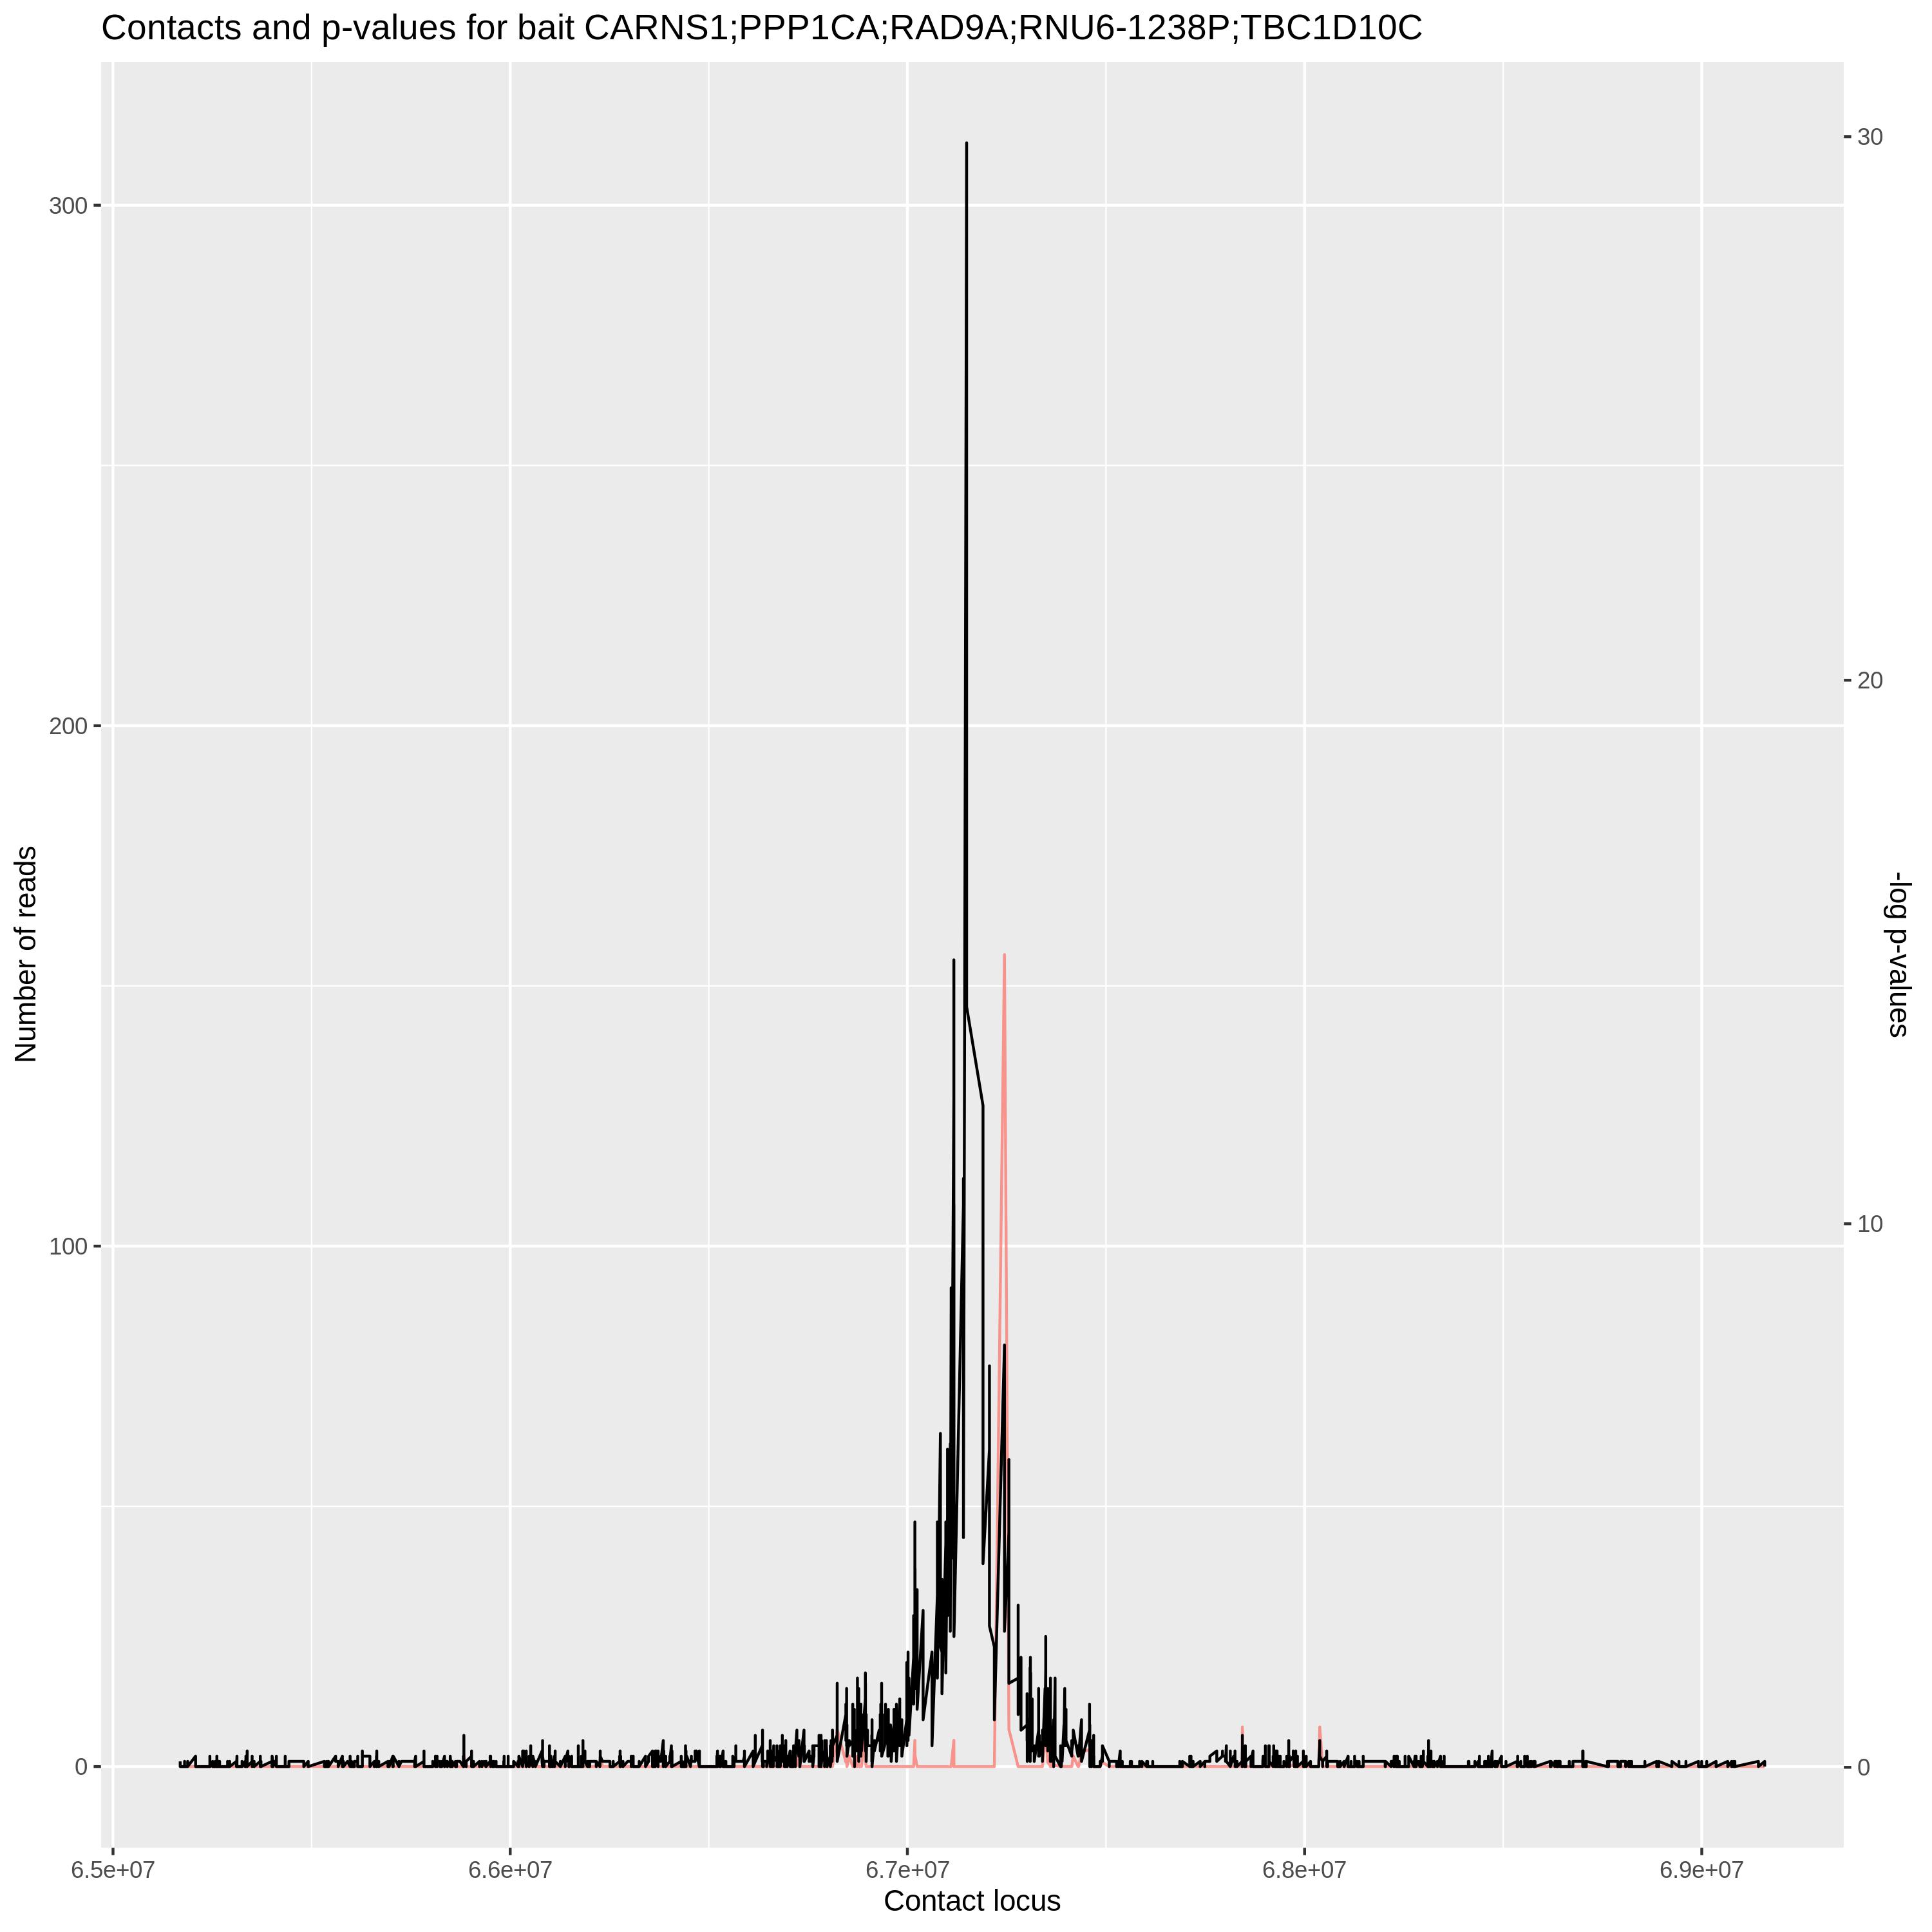 Contacts and p-values for bait CARNS1;PPP1CA;RAD9A;RNU6-1238P;TBC1D10C
300
200
100
0
Number of reads
30
20
10
0
-log p-values
6.5e+07 6.6e+07 6.7e+07 6.8e+07 6.9e+07
Contact locus